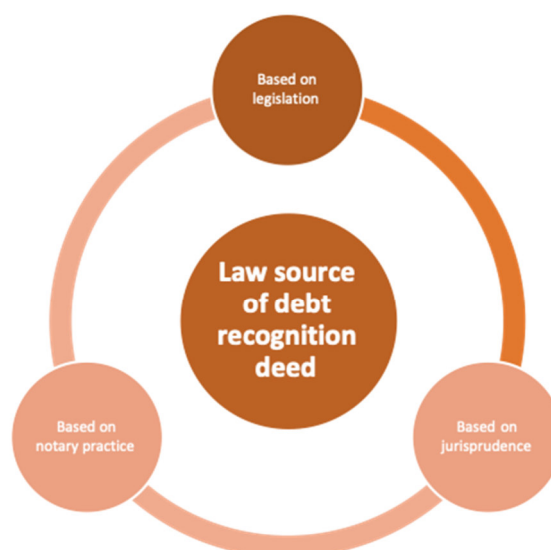 Based on
legislation
Law source
of debt
recognition
deed
Based on
notary practice
Based on
jurisprudence